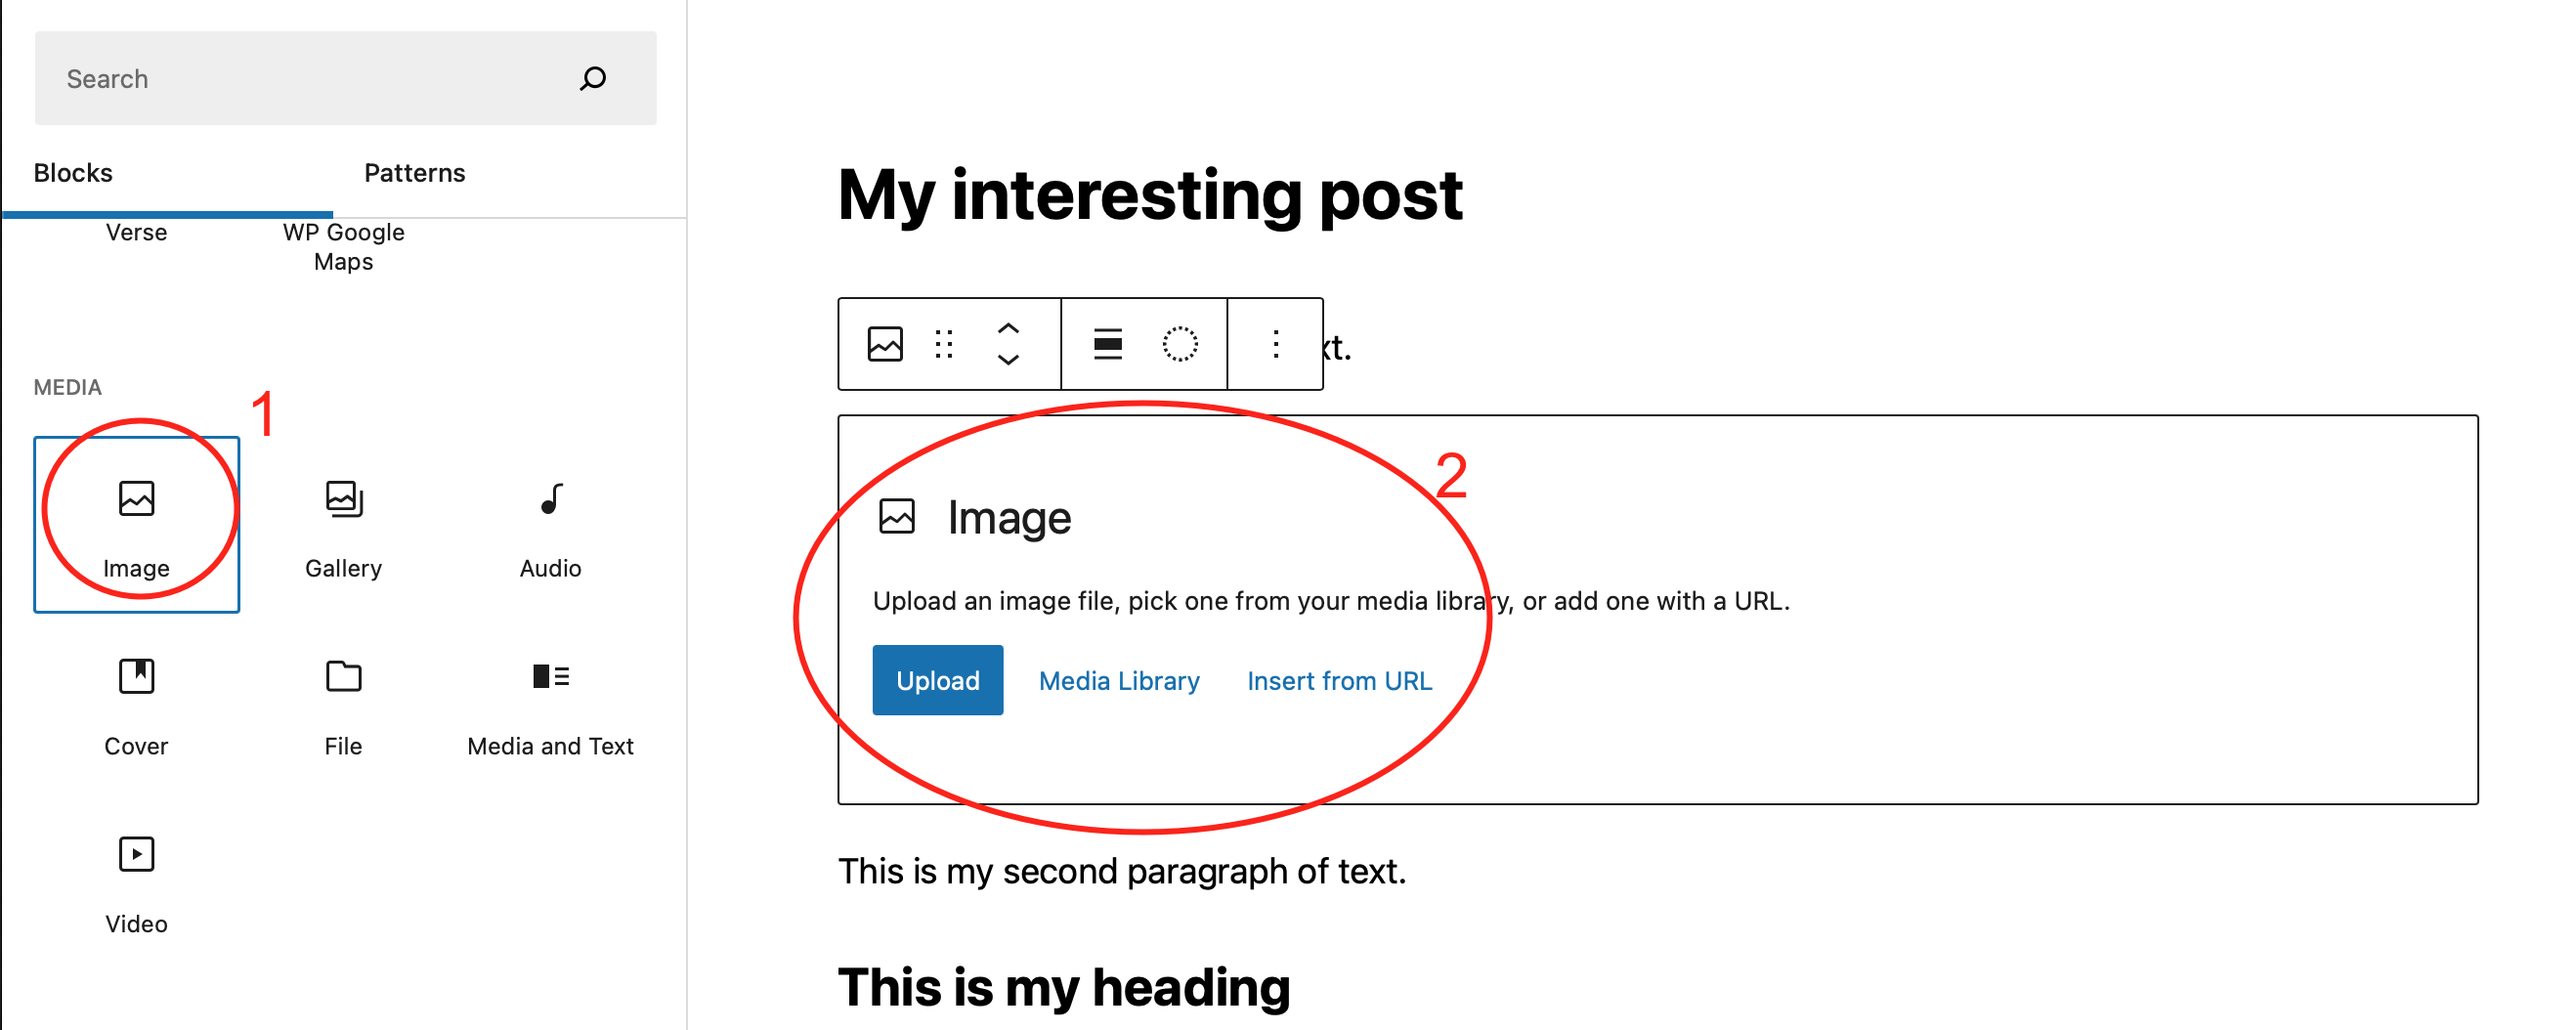 Search
Blocks
Patterns
Verse
WP Google
Maps
MEDIA
1
Image
Gallery
Audio
Cover
File
Media and Text
Video
My interesting post
xt.
2
Image
Upload an image file, pick one from your media library, or add one with a URL.
Upload
Media Library
Insert from URL
This is my second paragraph of text.
This is my heading